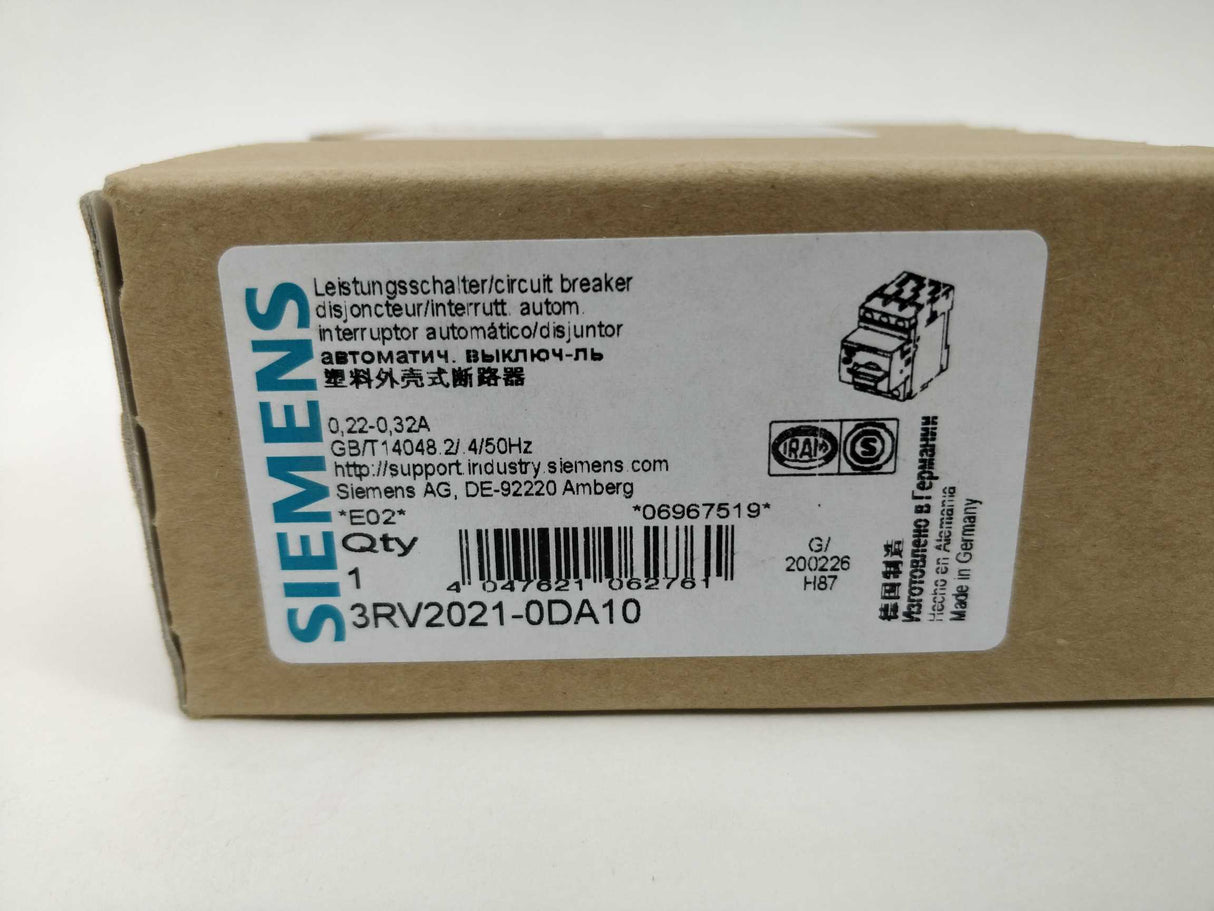 SIEMENS
Leistungsschalter/circuit breaker
disjoncteur/interrutt. autom.
interruptor automático/disjuntor
автоматич. выключ-ль
塑料外壳式断路器
0,22-0,32A
GB/T14048.2/.4/50Hz
http://support.industry.siemens.com
Siemens AG, DE-92220 Amberg
*E02* *06967519*
Qty
1
4 047621 062761
3RV2021-0DA10
G/
200226
H87
S
德国制造
Изготовлено в Германии
Hecho en Alemania
Made in Germany